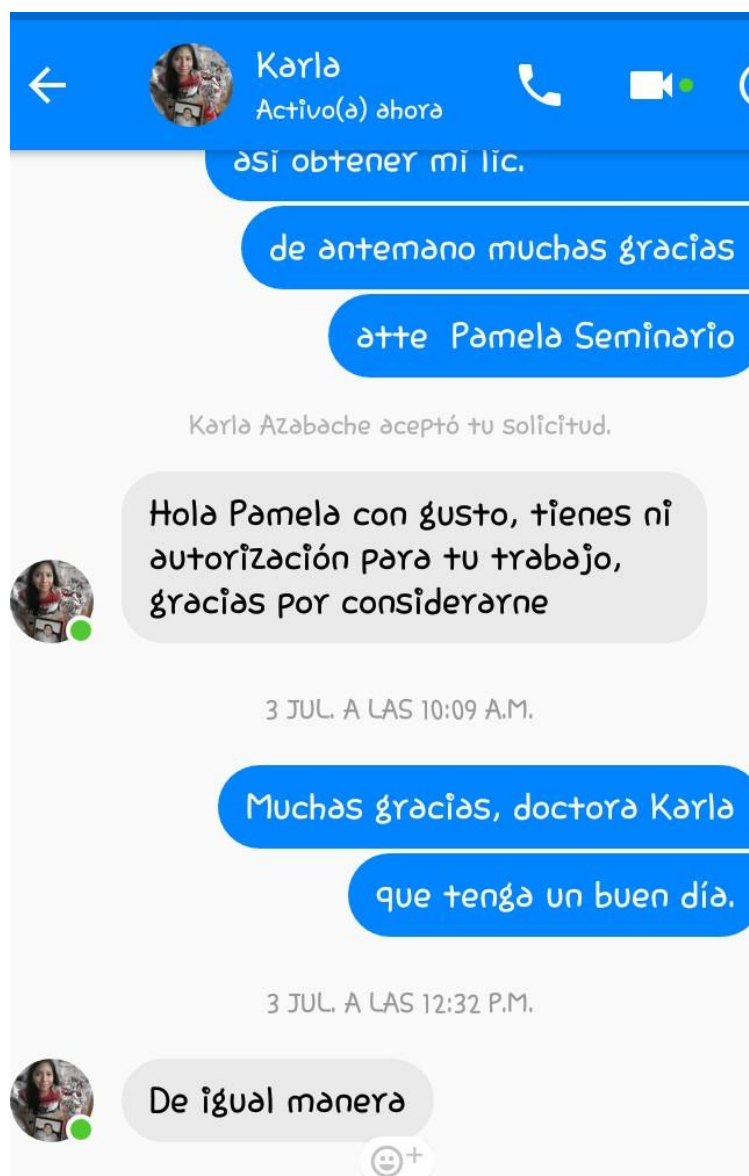 Karla
Activo(a) ahora
así obtener mi lic.
de antemano muchas gracias
atte Pamela Seminario
Karla Azabache aceptó tu solicitud.
Hola Pamela con gusto, tienes ni
autorización para tu trabajo,
gracias por considerarne
3 JUL. A LAS 10:09 A.M.
Muchas gracias, doctora Karla
que tenga un buen día.
3 JUL. A LAS 12:32 P.M.
De igual manera